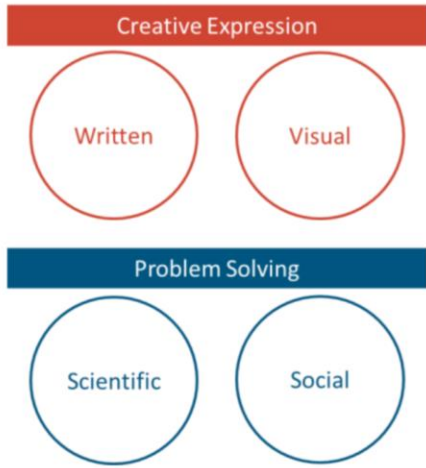 Creative Expression
Written
Visual
Problem Solving
Scientific
Social